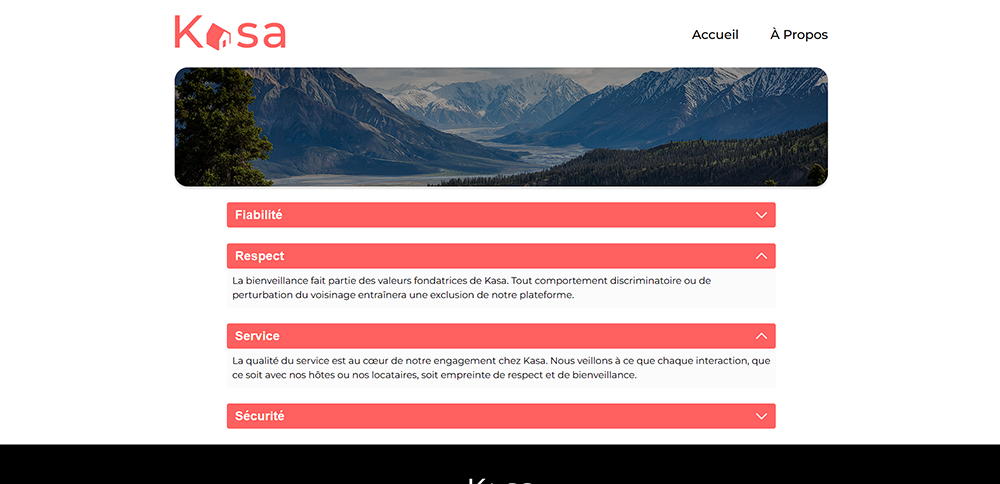 Kasa
Accueil
À Propos
Fiabilité
Respect
La bienveillance fait partie des valeurs fondatrices de Kasa. Tout comportement discriminatoire ou de
perturbation du voisinage entraînera une exclusion de notre plateforme.
Service
La qualité du service est au cœur de notre engagement chez Kasa. Nous veillons à ce que chaque interaction, que
ce soit avec nos hôtes ou nos locataires, soit empreinte de respect et de bienveillance.
Sécurité
Kasa